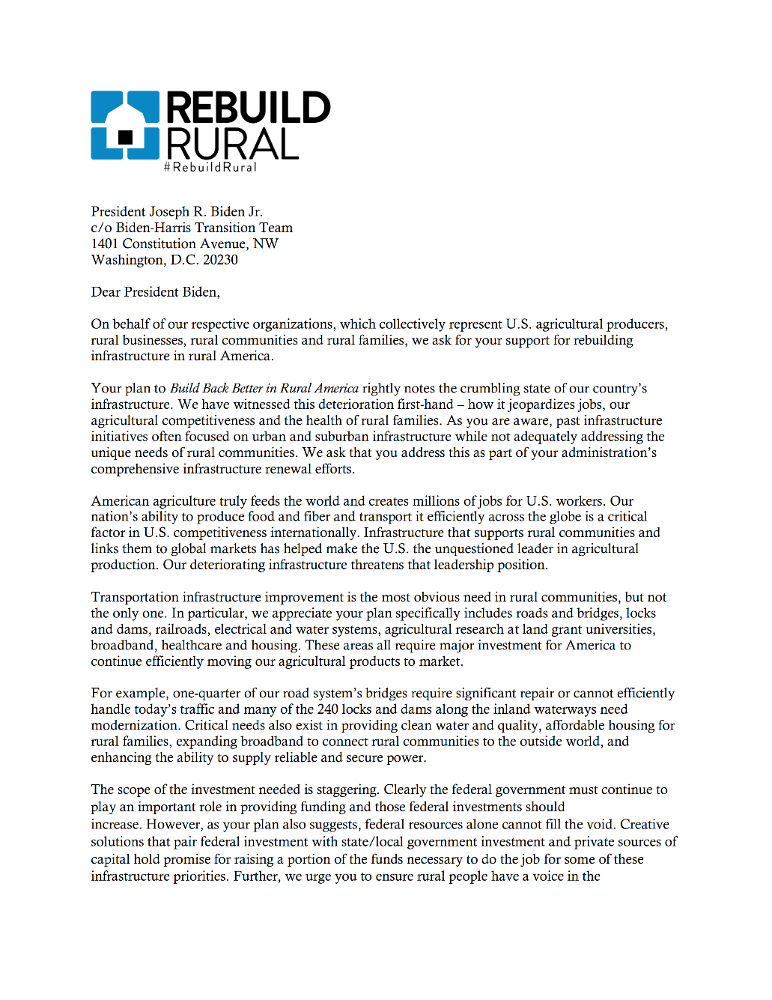 REBUILD
RURAL
#RebuildRural
President Joseph R. Biden Jr.
c/o Biden-Harris Transition Team
1401 Constitution Avenue, NW
Washington, D.C. 20230
Dear President Biden,
On behalf of our respective organizations, which collectively represent U.S. agricultural producers,
rural businesses, rural communities and rural families, we ask for your support for rebuilding
infrastructure in rural America.
Your plan to Build Back Better in Rural America rightly notes the crumbling state of our country’s
infrastructure. We have witnessed this deterioration first-hand – how it jeopardizes jobs, our
agricultural competitiveness and the health of rural families. As you are aware, past infrastructure
initiatives often focused on urban and suburban infrastructure while not adequately addressing the
unique needs of rural communities. We ask that you address this as part of your administration’s
comprehensive infrastructure renewal efforts.
American agriculture truly feeds the world and creates millions of jobs for U.S. workers. Our
nation’s ability to produce food and fiber and transport it efficiently across the globe is a critical
factor in U.S. competitiveness internationally. Infrastructure that supports rural communities and
links them to global markets has helped make the U.S. the unquestioned leader in agricultural
production. Our deteriorating infrastructure threatens that leadership position.
Transportation infrastructure improvement is the most obvious need in rural communities, but not
the only one. In particular, we appreciate your plan specifically includes roads and bridges, locks
and dams, railroads, electrical and water systems, agricultural research at land grant universities,
broadband, healthcare and housing. These areas all require major investment for America to
continue efficiently moving our agricultural products to market.
For example, one-quarter of our road system’s bridges require significant repair or cannot efficiently
handle today’s traffic and many of the 240 locks and dams along the inland waterways need
modernization. Critical needs also exist in providing clean water and quality, affordable housing for
rural families, expanding broadband to connect rural communities to the outside world, and
enhancing the ability to supply reliable and secure power.
The scope of the investment needed is staggering. Clearly the federal government must continue to
play an important role in providing funding and those federal investments should
increase. However, as your plan also suggests, federal resources alone cannot fill the void. Creative
solutions that pair federal investment with state/local government investment and private sources of
capital hold promise for raising a portion of the funds necessary to do the job for some of these
infrastructure priorities. Further, we urge you to ensure rural people have a voice in the